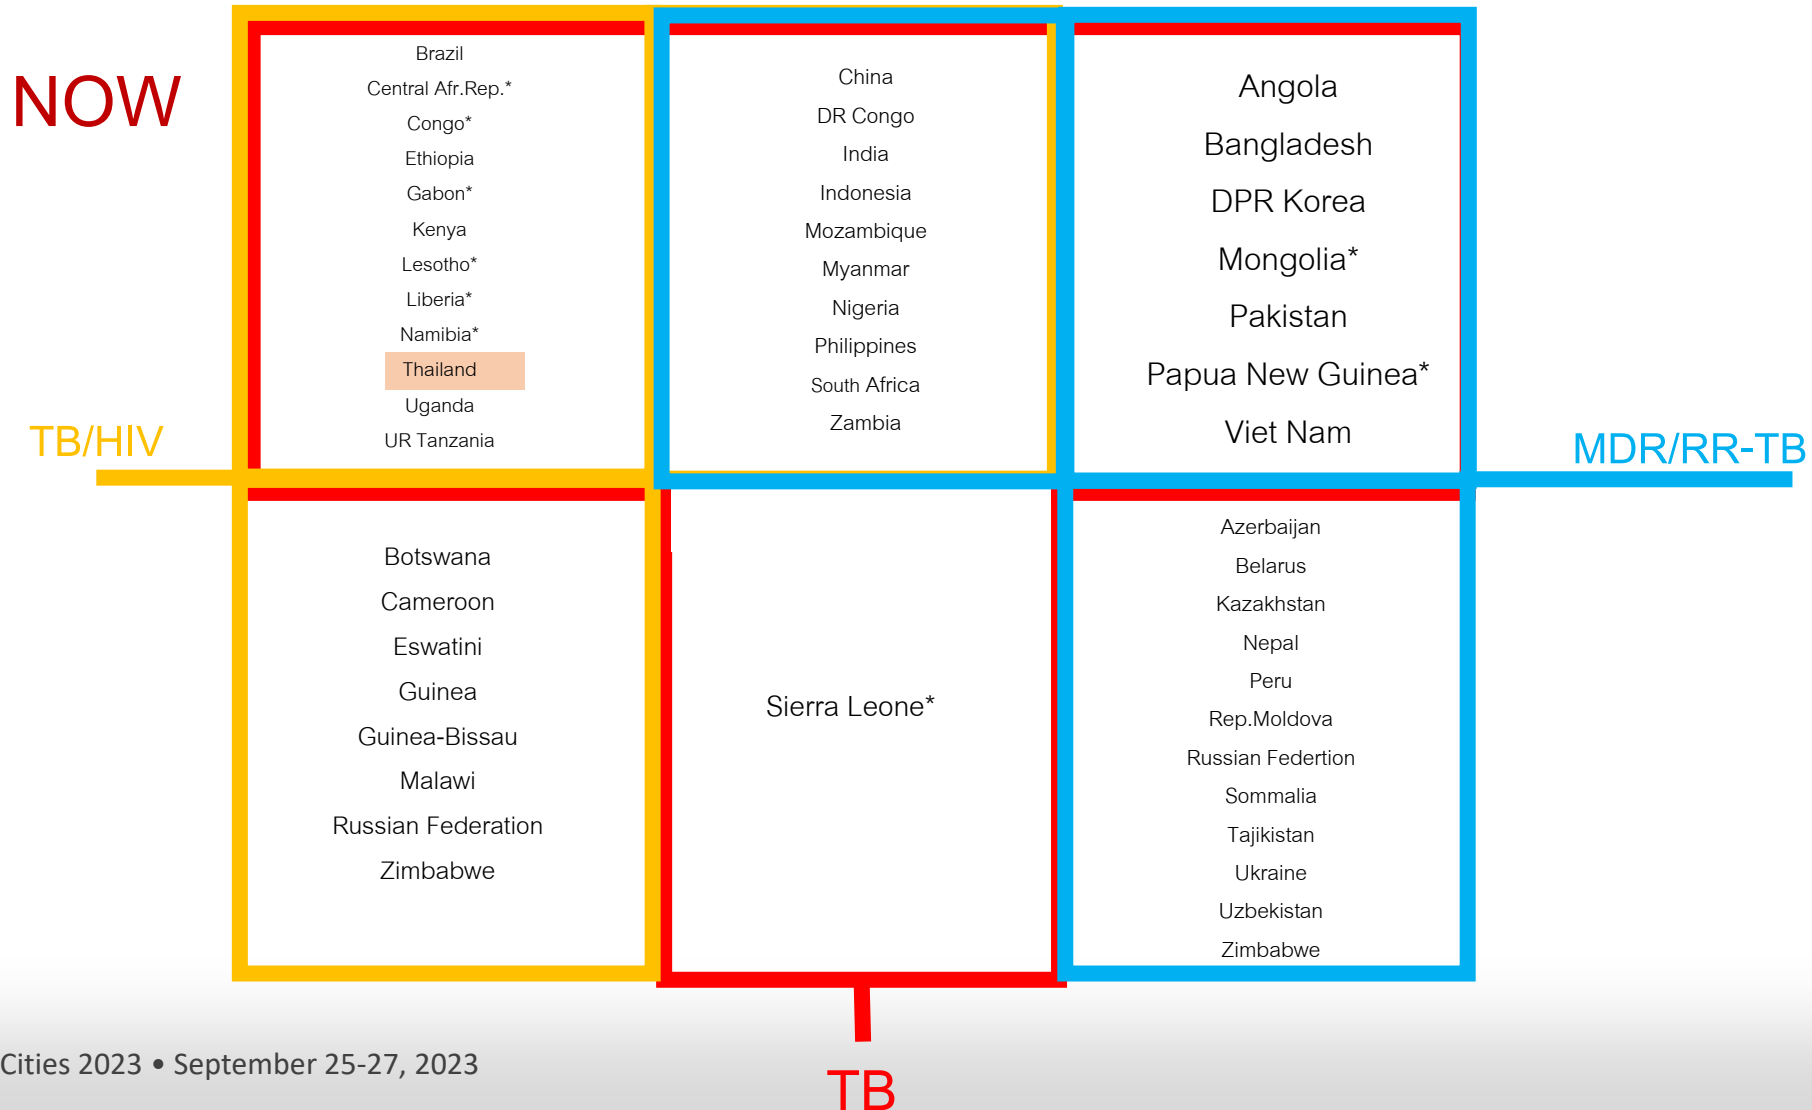 NOW
Brazil
Central Afr.Rep.*
Congo*
Ethiopia
Gabon*
Kenya
Lesotho*
Liberia*
Namibia*
Thailand
Uganda
UR Tanzania
China
DR Congo
India
Indonesia
Mozambique
Myanmar
Nigeria
Philippines
South Africa
Zambia
Angola
Bangladesh
DPR Korea
Mongolia*
Pakistan
Papua New Guinea*
Viet Nam
TB/HIV
MDR/RR-TB
Botswana
Cameroon
Eswatini
Guinea
Guinea-Bissau
Malawi
Russian Federation
Zimbabwe
Sierra Leone*
Azerbaijan
Belarus
Kazakhstan
Nepal
Peru
Rep.Moldova
Russian Federtion
Sommalia
Tajikistan
Ukraine
Uzbekistan
Zimbabwe
Cities 2023 • September 25-27, 2023
TB